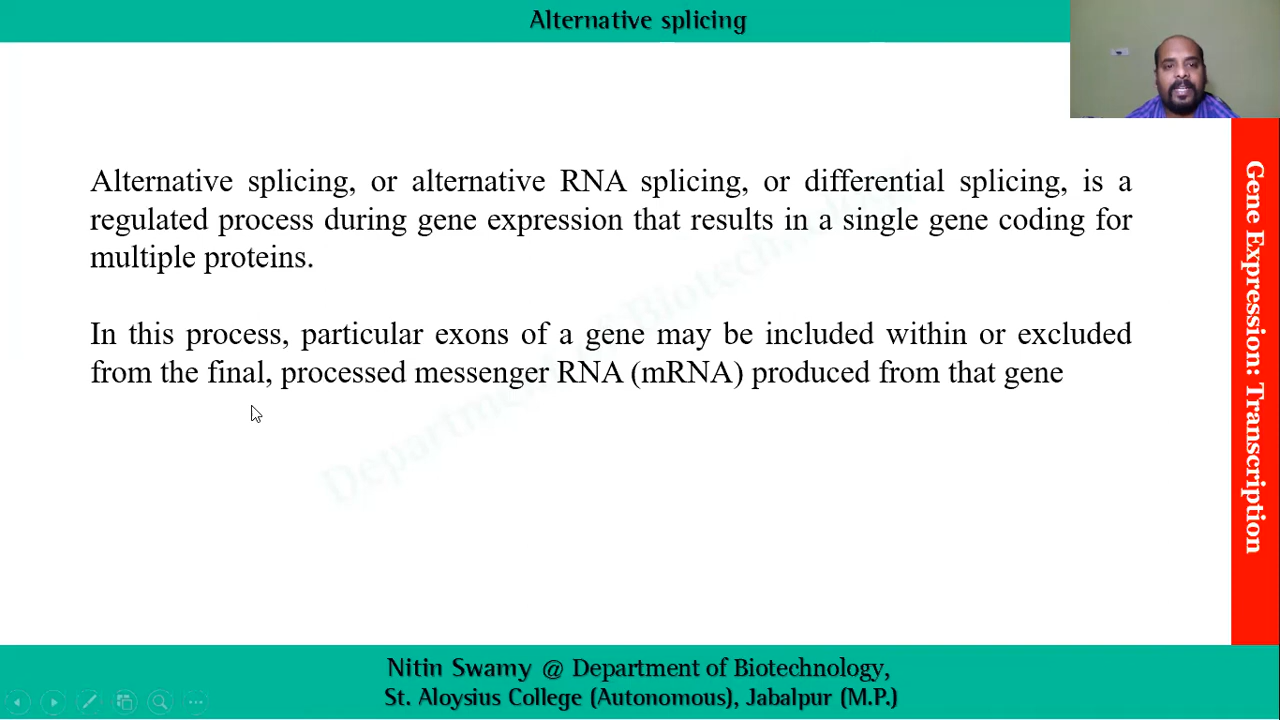 Alternative splicing
Alternative splicing, or alternative RNA splicing, or differential splicing, is a
regulated process during gene expression that results in a single gene coding for
multiple proteins.
In this process, particular exons of a gene may be included within or excluded
from the final, processed messenger RNA (mRNA) produced from that gene
Gene Expression: Transcription
Department of Biotechnology
Nitin Swamy @ Department of Biotechnology,
St. Aloysius College (Autonomous), Jabalpur (M.P.)